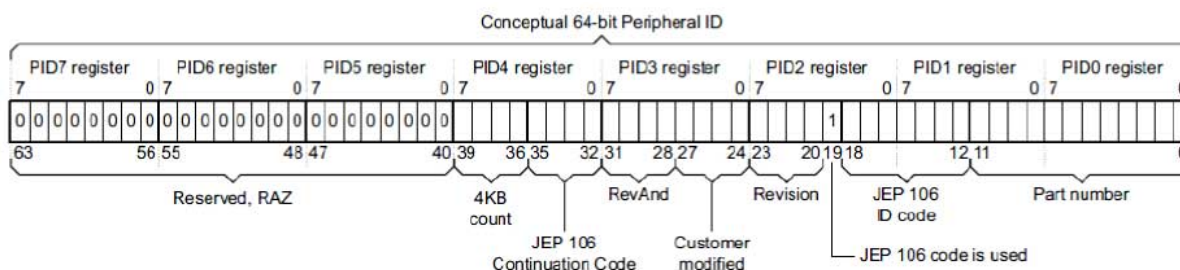 Conceptual 64-bit Peripheral ID
PID7 register PID6 register PID5 register PID4 register PID3 register PID2 register PID1 register PID0 register
7 0 7 0 7 0 7 0 7 0 7 0 7 0 7
0 0 0 0 0 0 0 0 0 0 0 0 0 0 0 0 0 0 0 0 0 0 0 0 1
63 56 55 48 47 40 39 36 35 32 31 28 27 24 23 20 19 18 12 11
Reserved, RAZ 4KB RevAnd Revision JEP 106 Part number
count ID code
JEP 106 Customer JEP 106 code is used
Continuation Code modified